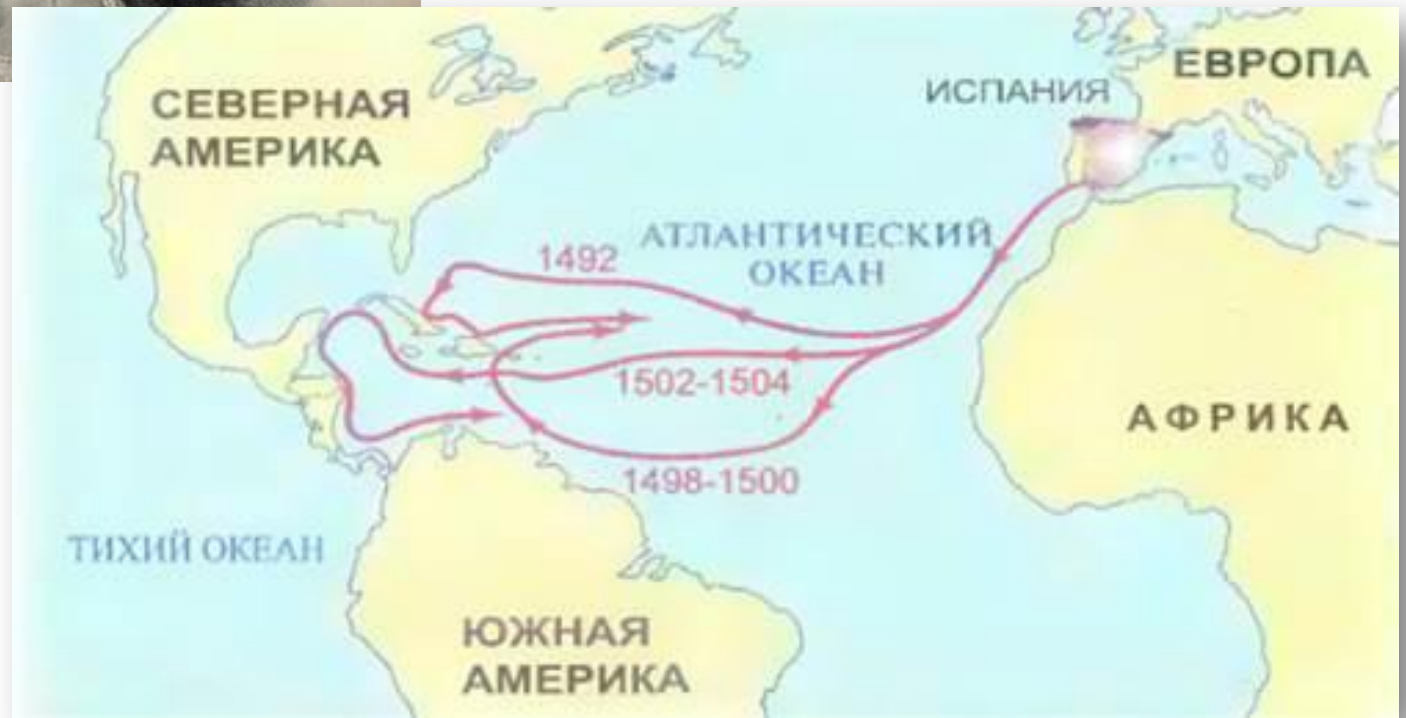 СЕВЕРНАЯ
АМЕРИКА
ИСПАНИЯ
ЕВРОПА
АТЛАНТИЧЕСКИЙ
ОКЕАН
1492
1502-1504
1498-1500
АФРИКА
ТИХИЙ ОКЕАН
ЮЖНАЯ
АМЕРИКА